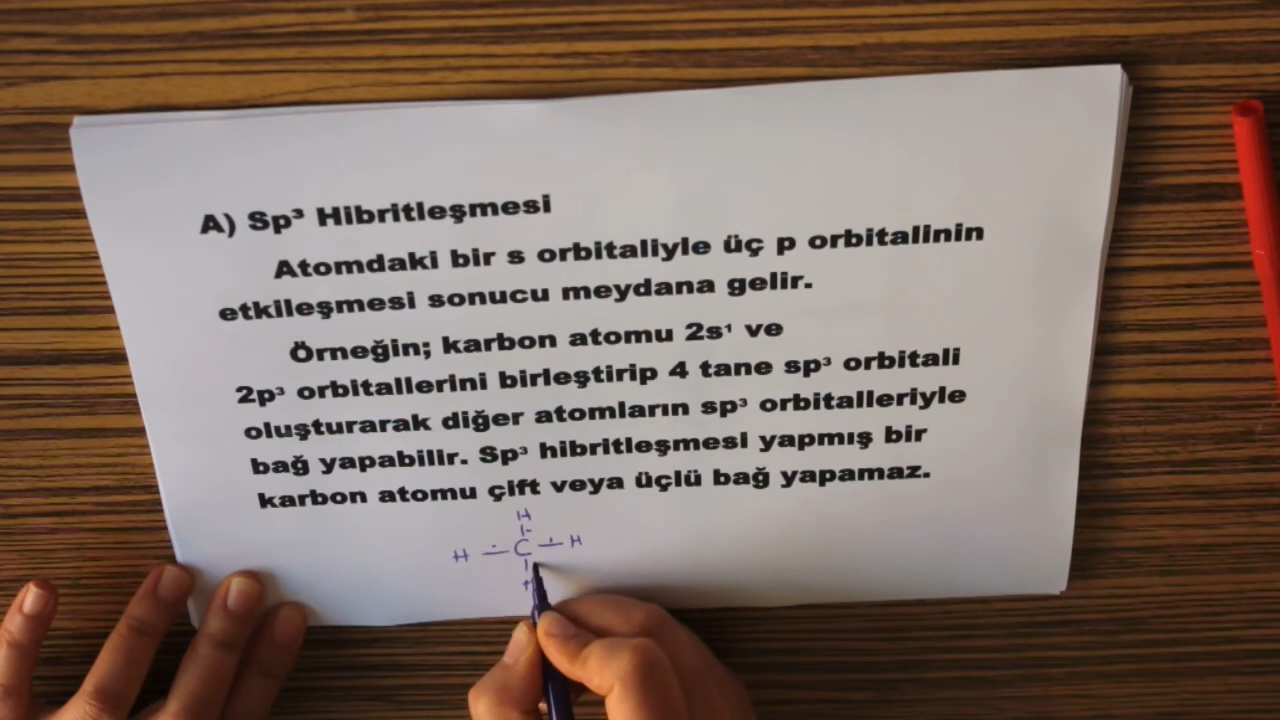 A) Sp³ Hibritleşmesi
Atomdaki bir s orbitaliyle üç p orbitalinin
etkileşmesi sonucu meydana gelir.
Örneğin; karbon atomu 2s¹ ve
2p³ orbitallerini birleştirip 4 tane sp³ orbitali
oluşturarak diğer atomların sp³ orbitalleriyle
bağ yapabilir. Sp³ hibritleşmesi yapmış bir
karbon atomu çift veya üçlü bağ yapamaz.
H
H — C — H
H